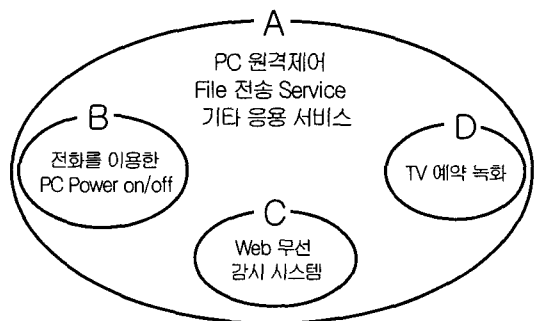 A
PC 원격제어
File 전송 Service
기타 응용 서비스
B
전화를 이용한
PC Power on/off
D
TV 예약 녹화
C
Web 무선
감시 시스템